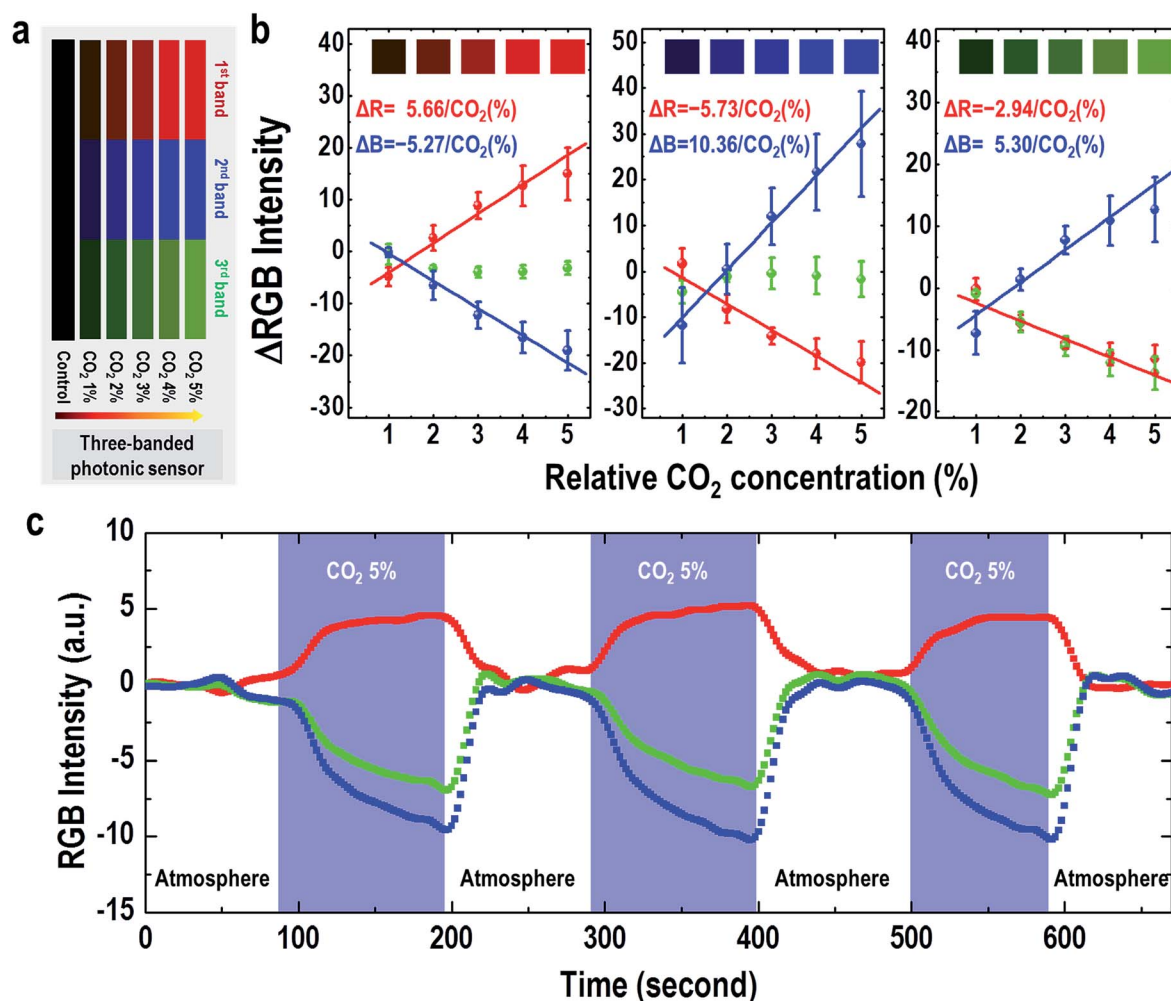 a
1st band
2nd band
3rd band
Control
CO2 1%
CO2 2%
CO2 3%
CO2 4%
CO2 5%
Three-banded
photonic sensor
b
ΔRGB Intensity
40
30
20
10
0
-10
-20
-30
ΔR= 5.66/CO2(%)
ΔB=−5.27/CO2(%)
1 2 3 4 5
50
40
30
20
10
0
-10
-20
-30
ΔR=−5.73/CO2(%)
ΔB=10.36/CO2(%)
1 2 3 4 5
40
30
20
10
0
-10
-20
ΔR=−2.94/CO2(%)
ΔB= 5.30/CO2(%)
1 2 3 4 5
Relative CO2 concentration (%)
c
RGB Intensity (a.u.)
10
5
0
-5
-10
-15
CO2 5% CO2 5% CO2 5%
Atmosphere Atmosphere Atmosphere Atmosphere
0 100 200 300 400 500 600
Time (second)